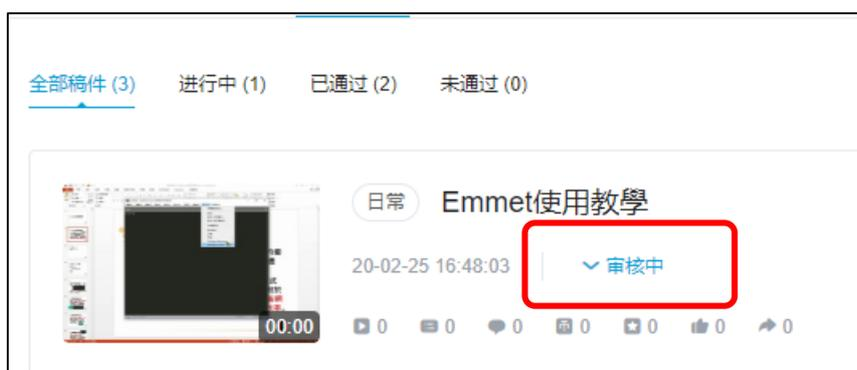 全部稿件 (3) 进行中 (1) 已通过 (2) 未通过 (0)
日常 Emmet使用教學
20-02-25 16:48:03 审核中
00:00 0 0 0 0 0 0 0